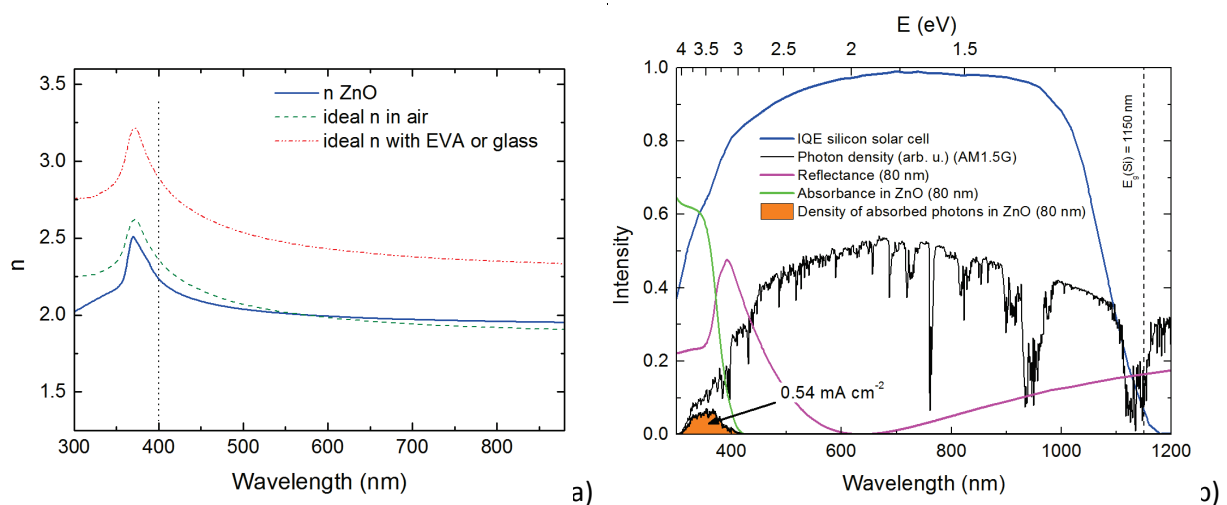 3.5
3.0
2.5
2.0
1.5
n
300 400 500 600 700 800
Wavelength (nm)
n ZnO
ideal n in air
ideal n with EVA or glass
a)
E (eV)
4 3.5 3 2.5 2 1.5
1.0
0.8
0.6
0.4
0.2
0.0
Intensity
IQE silicon solar cell
Photon density (arb. u.) (AM1.5G)
Reflectance (80 nm)
Absorbance in ZnO (80 nm)
Density of absorbed photons in ZnO (80 nm)
E_g(Si) = 1150 nm
0.54 mA cm⁻²
400 600 800 1000 1200
Wavelength (nm)
b)